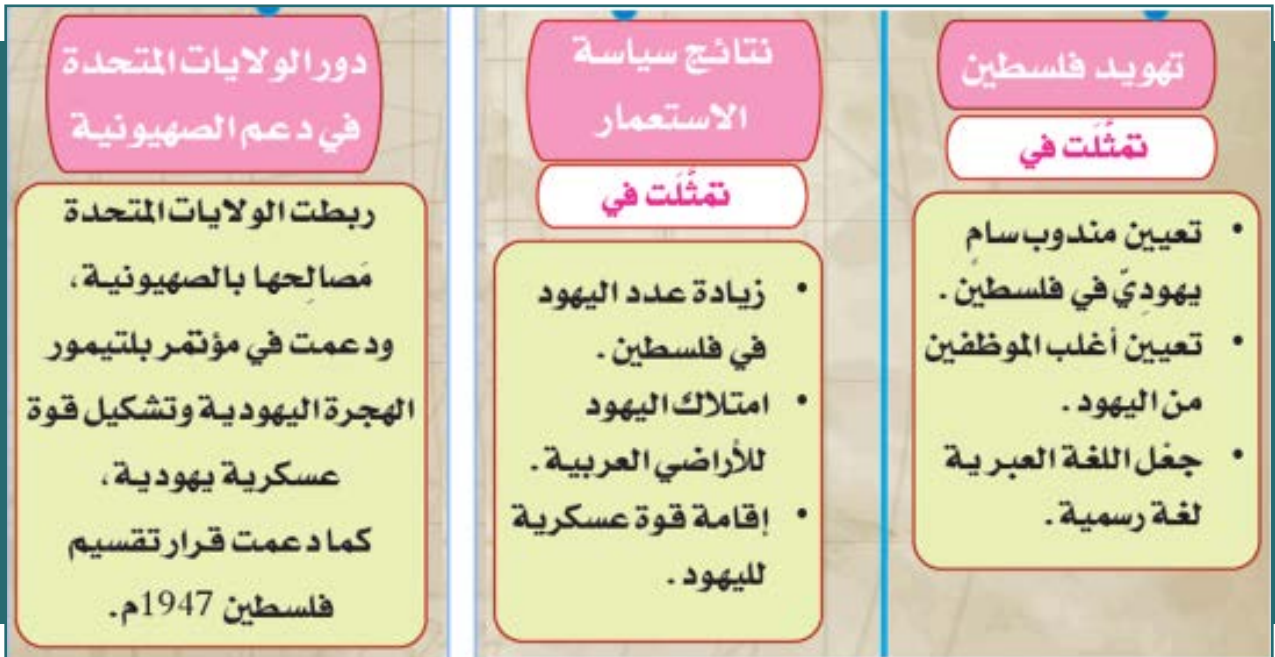 تهويد فلسطين
تمثَّلَت في
• تعيين مندوب سامٍ
يهوديّ في فلسطين.
• تعيين أغلب الموظفين
من اليهود.
• جعْل اللغة العبرية
لغة رسمية.
نتائج سياسة
الاستعمار
تمثَّلَت في
• زيادة عدد اليهود
في فلسطين.
• امتلاك اليهود
للأراضي العربية.
• إقامة قوة عسكرية
لليهود.
دور الولايات المتحدة
في دعم الصهيونية
ربطت الولايات المتحدة
مَصالحِها بالصهيونية،
ودعمت في مؤتمر بلتيمور
الهجرة اليهودية وتشكيل قوة
عسكرية يهودية،
كما دعمت قرار تقسيم
فلسطين 1947م.